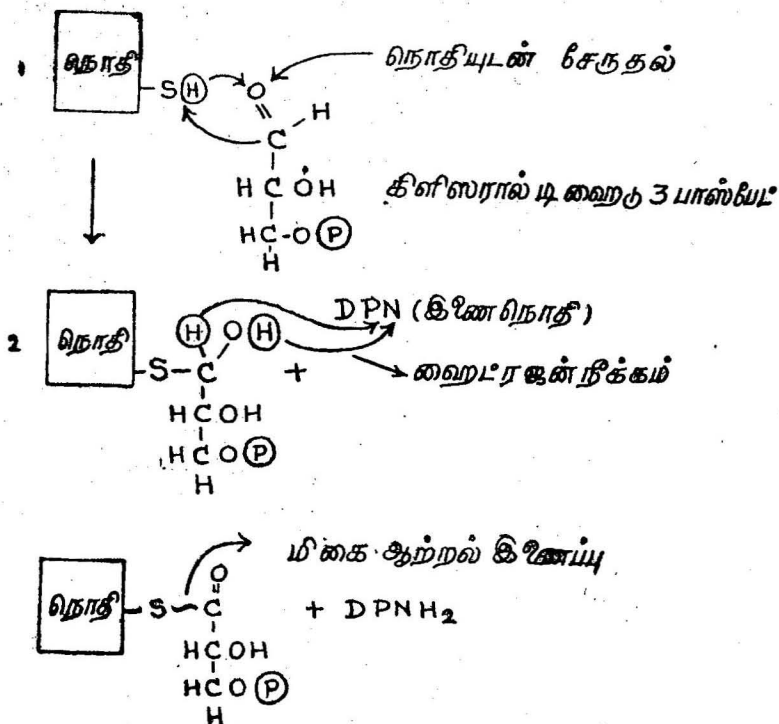 1 நொதி
S H O நொதியுடன் சேருதல்
H
C
H C OH கிளிஸரால் டி ஹைடு 3 பாஸ்பேட்
HC-O P
H
2 நொதி H O H DPN (இணை நொதி)
S-C + ஹைட்ரஜன் நீக்கம்
HCOH
HCO P
H
மிகை ஆற்றல் இணைப்பு
O
நொதி S~C + DPNH2
HCOH
HCO P
H